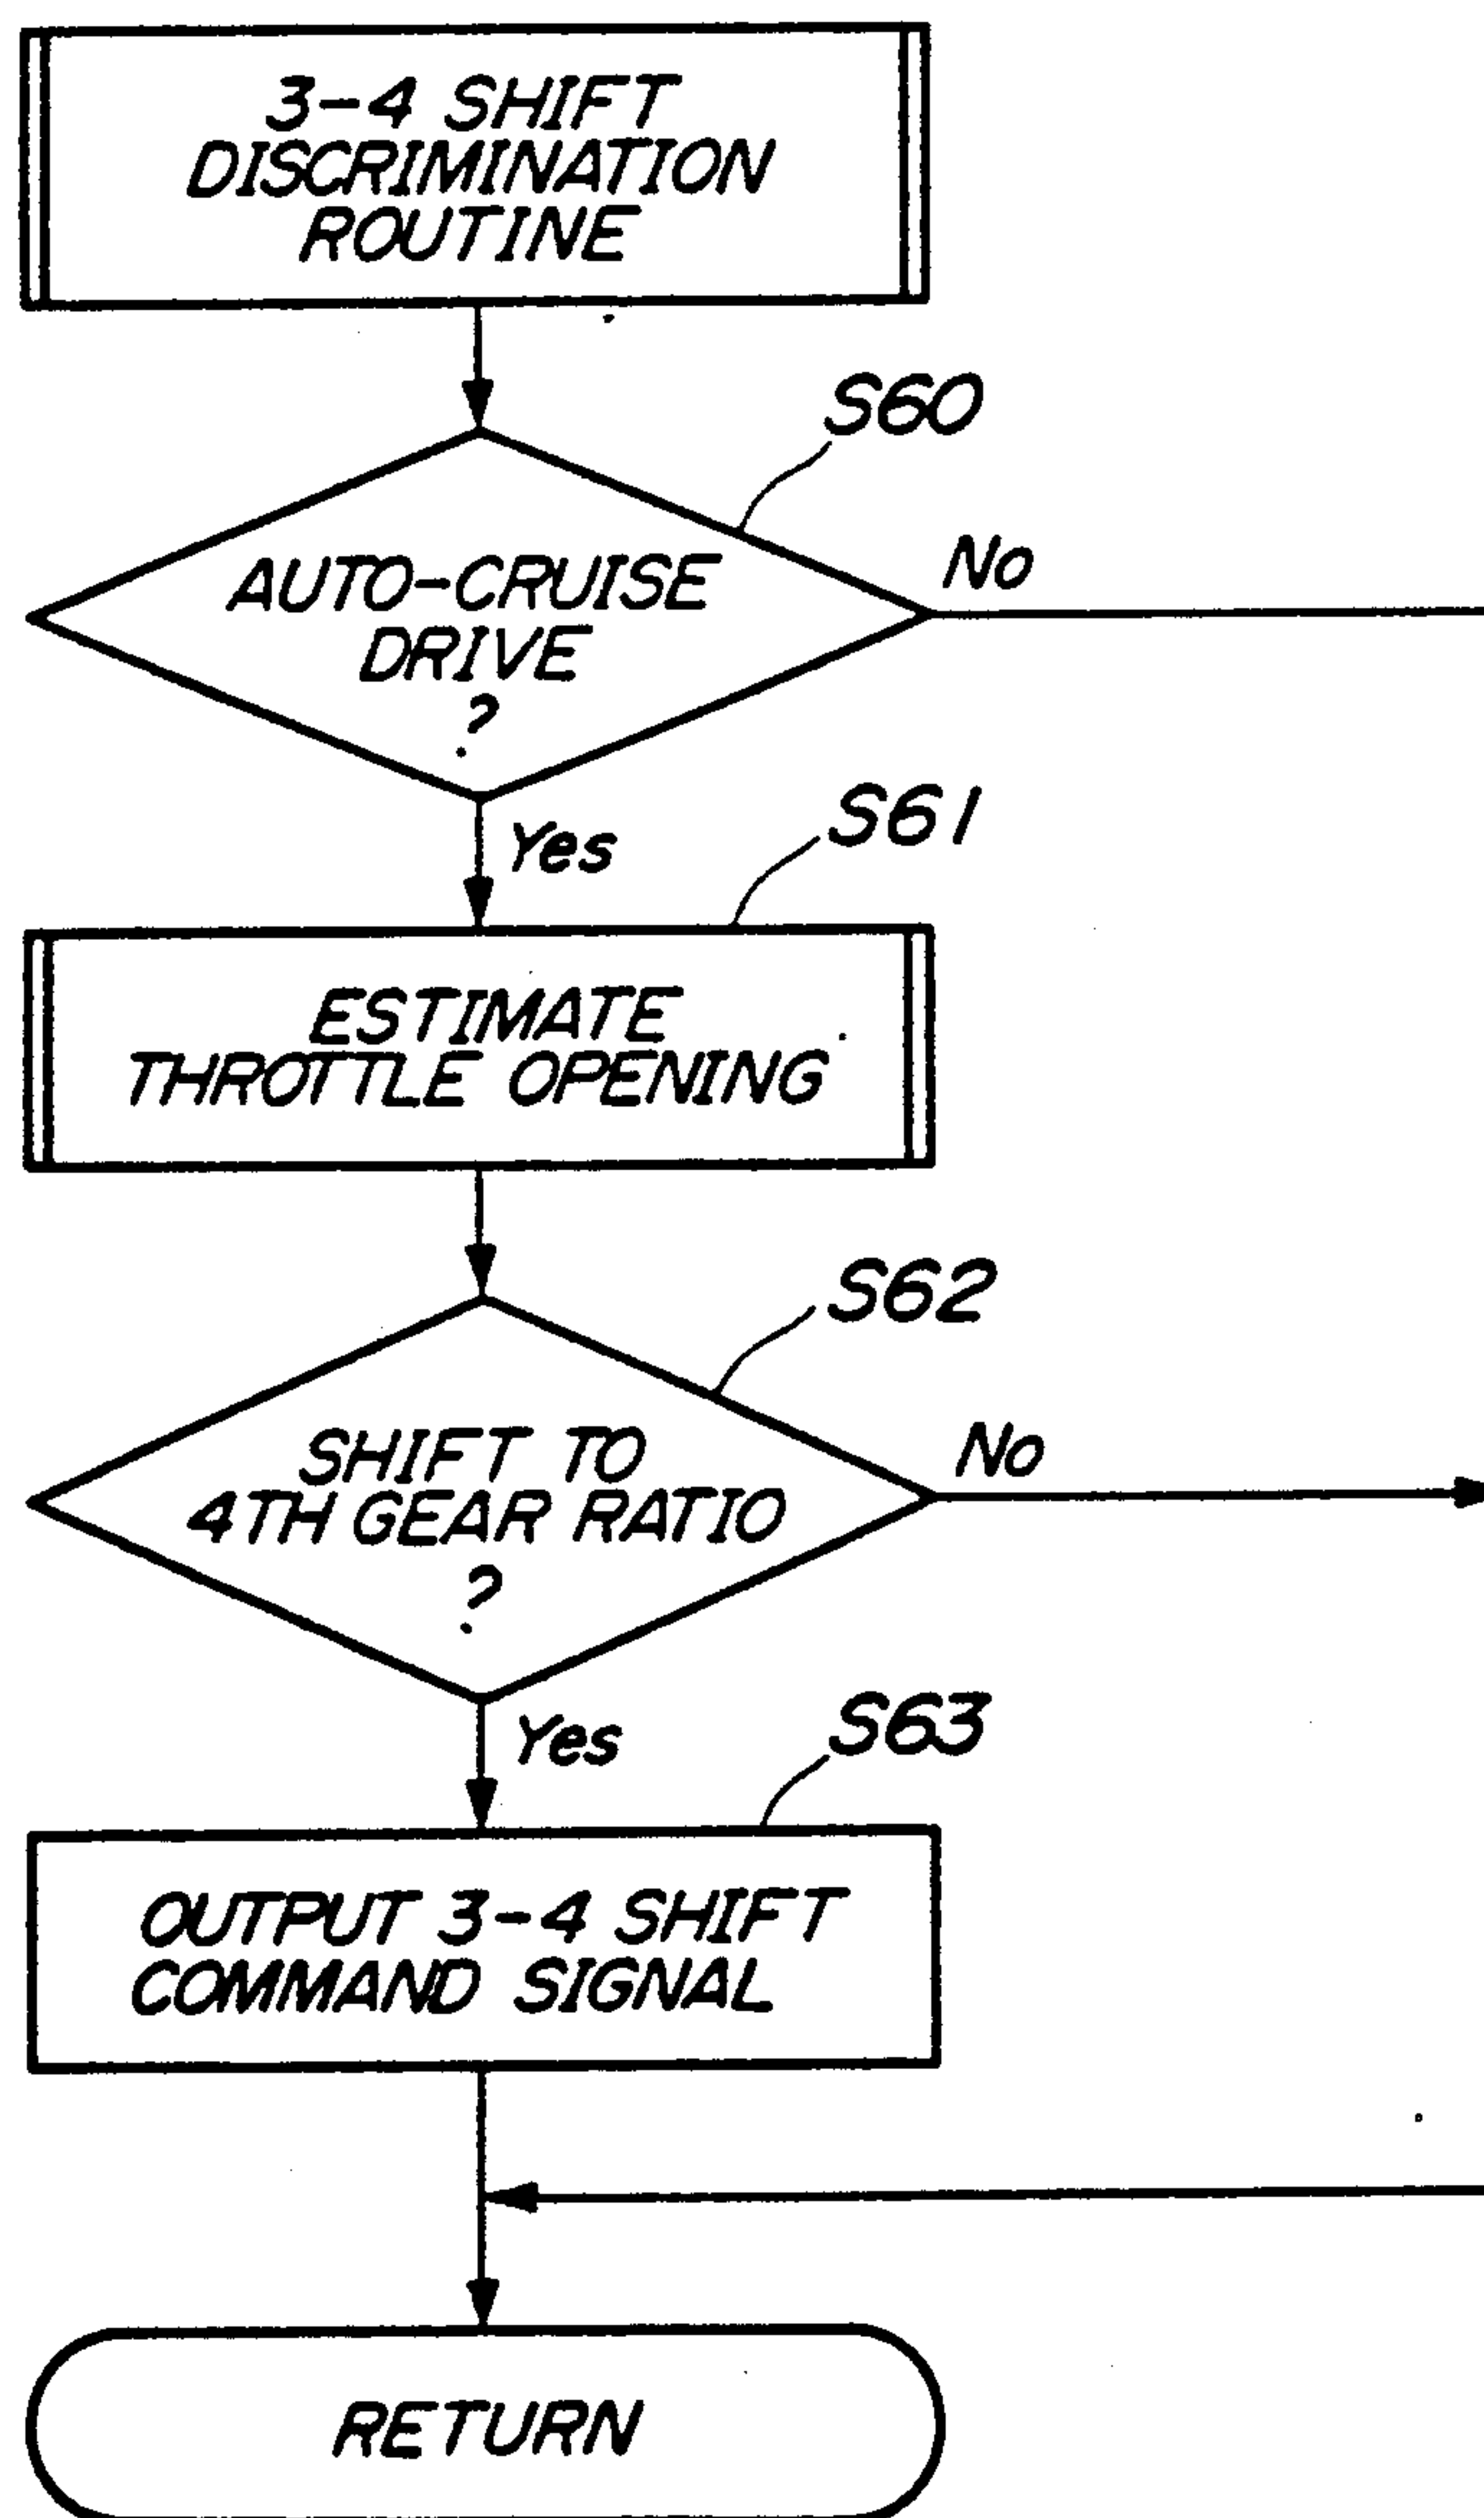 3-4 SHIFT
DISCRIMINATION
ROUTINE
S60
AUTO-CRUISE
DRIVE
?
No
Yes
S61
ESTIMATE
THROTTLE OPENING
S62
SHIFT TO
4TH GEAR RATIO
?
No
Yes
S63
OUTPUT 3-4 SHIFT
COMMAND SIGNAL
RETURN